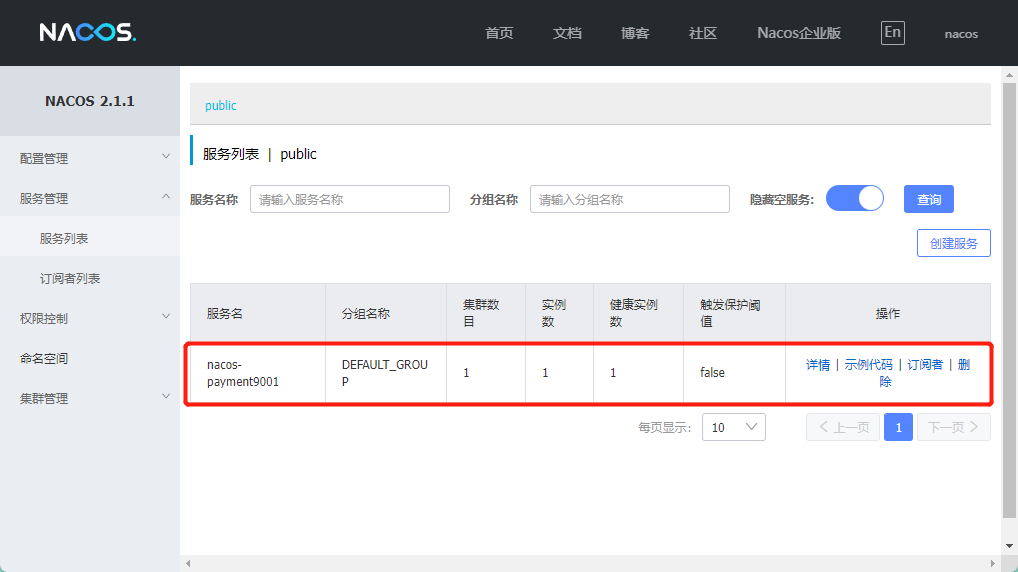 NACOS.
首页 文档 博客 社区 Nacos企业版 En nacos
NACOS 2.1.1
配置管理
服务管理
服务列表
订阅者列表
权限控制
命名空间
集群管理
public
服务列表 | public
服务名称 请输入服务名称 分组名称 请输入分组名称 隐藏空服务: 查询
创建服务
服务名 分组名称 集群数目 实例数 健康实例数 触发保护阈值 操作
nacos-payment9001 DEFAULT_GROUP 1 1 1 false 详情 | 示例代码 | 订阅者 | 删除
每页显示: 10 上一页 1 下一页